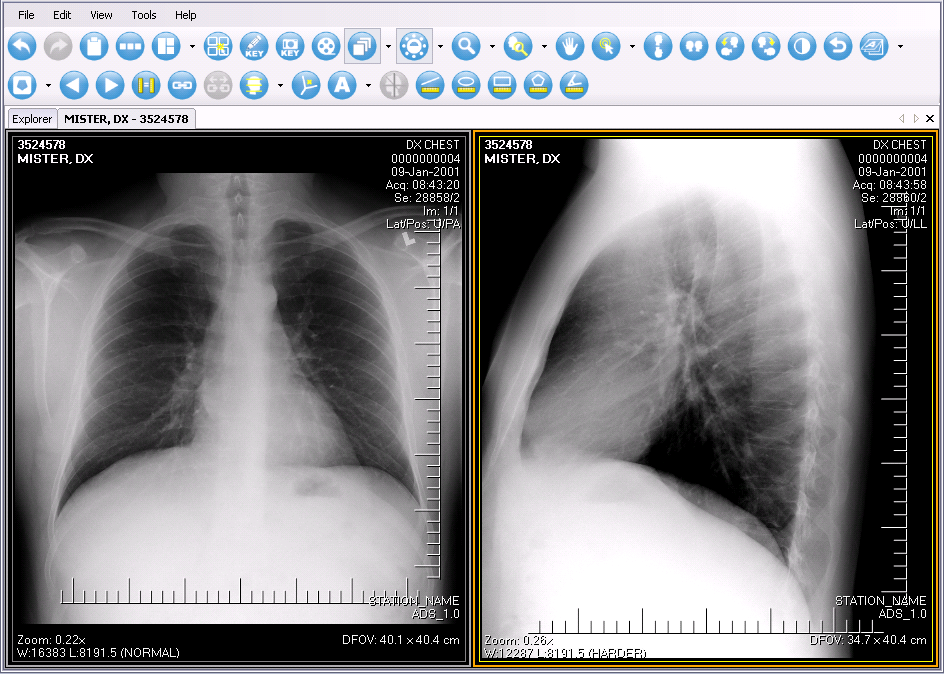 File Edit View Tools Help
KEY KEY
A
Explorer MISTER, DX - 3524578
3524578
MISTER, DX
DX CHEST
0000000004
09-Jan-2001
Acq: 08:43:20
Se: 28858/2
Im: 1/1
Lat/Pos: U/PA
L
STATION_NAME
ADS_1.0
Zoom: 0.22x
DFOV: 40.1 x 40.4 cm
W:16383 L:8191.5 (NORMAL)
3524578
MISTER, DX
DX CHEST
0000000004
09-Jan-2001
Acq: 08:43:58
Se: 28860/2
Im: 1/1
Lat/Pos: U/LL
STATION_NAME
ADS_1.0
Zoom: 0.26x
DFOV: 34.7 x 40.4 cm
W:12287 L:8191.5 (HARDER)